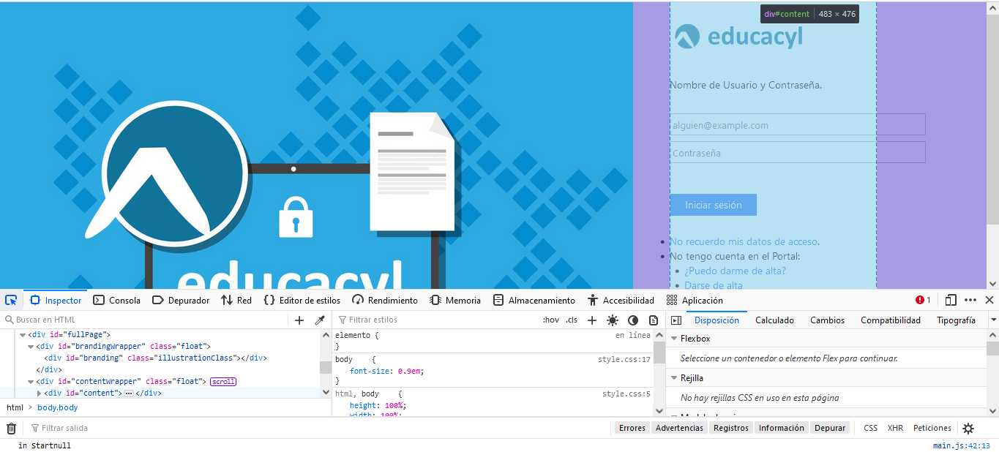 div#content 483 × 476
educacyl
Nombre de Usuario y Contraseña.
alguien@example.com
Contraseña
Iniciar sesión
No recuerdo mis datos de acceso.
No tengo cuenta en el Portal:
¿Puedo darme de alta?
Darse de alta
educacyl
Inspector Consola Depurador Red Editor de estilos Rendimiento Memoria Almacenamiento Accesibilidad Aplicación 1
Buscar en HTML
<div id="fullPage">
<div id="brandingWrapper" class="float">
<div id="branding" class="illustrationClass"></div>
</div>
<div id="contentWrapper" class="float"> scroll
<div id="content"> ••• </div>
html > body.body
Filtrar estilos :hov .cls
elemento { en línea
}
body { style.css:17
font-size: 0.9em;
}
html, body { style.css:5
height: 100%;
width: 100%;
Disposición Calculado Cambios Compatibilidad Tipografía
Flexbox
Seleccione un contenedor o elemento Flex para continuar.
Rejilla
No hay rejillas CSS en uso en esta página
Filtrar salida Errores Advertencias Registros Información Depurar CSS XHR Peticiones
in Startnull main.js:42:13